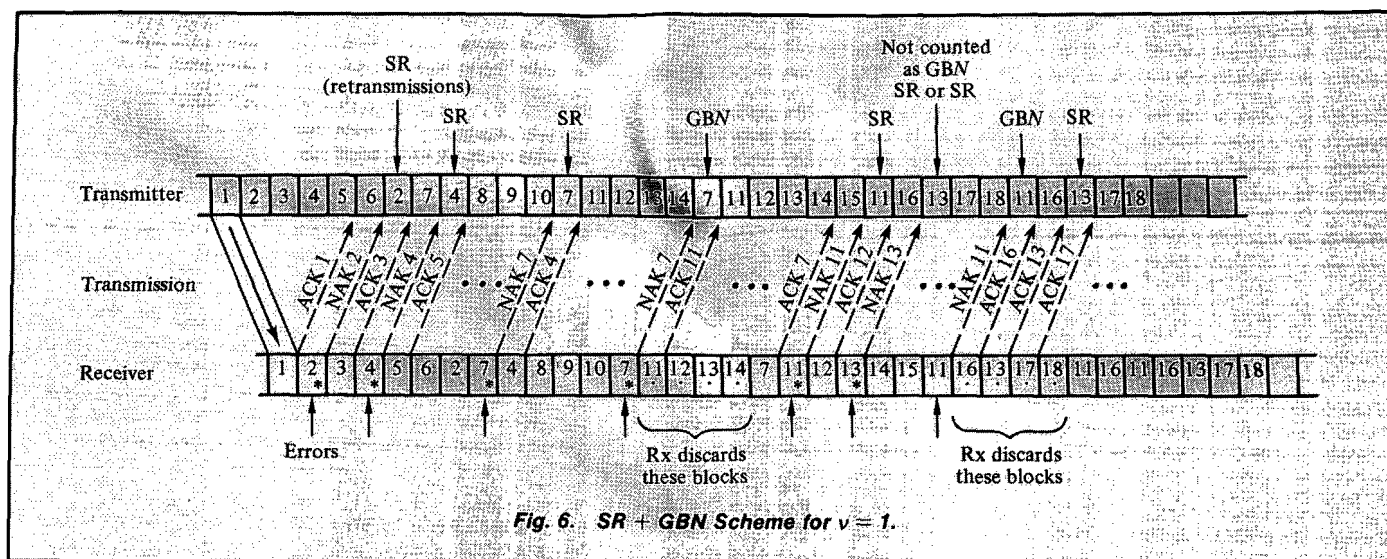 Not counted
as GBN
SR or SR
SR
(retransmissions)
SR
SR
GBN
SR
GBN
SR
Transmitter
1 2 3 4 5 6 2 7 4 8 9 10 7 11 12 13 14 7 11 12 13 14 15 11 16 13 17 18 11 16 13 17 18
Transmission
ACK 1 NAK 2 ACK 3 NAK 4 ACK 5 ... NAK 7 ACK 4 ... NAK 7 ACK 11 ... ACK 7 NAK 11 ACK 12 NAK 13 ... NAK 11 ACK 16 ACK 13 ACK 17 ...
Receiver
1 2* 3 4* 5 6 2 7* 4 8 9 10 7* 11 12 13 14 7 11* 12 13* 14 15 11 16 13 17 18 11 16 11 16 13 17 18
Errors
Rx discards
these blocks
Rx discards
these blocks
Fig. 6. SR + GBN Scheme for ν = 1.